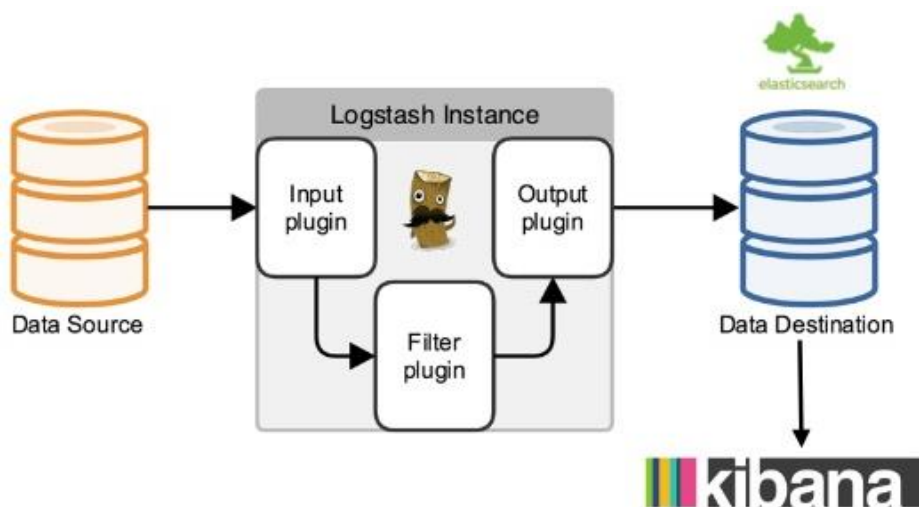 elasticsearch
Logstash Instance
Input
plugin
Output
plugin
Filter
plugin
Data Source
Data Destination
kibana